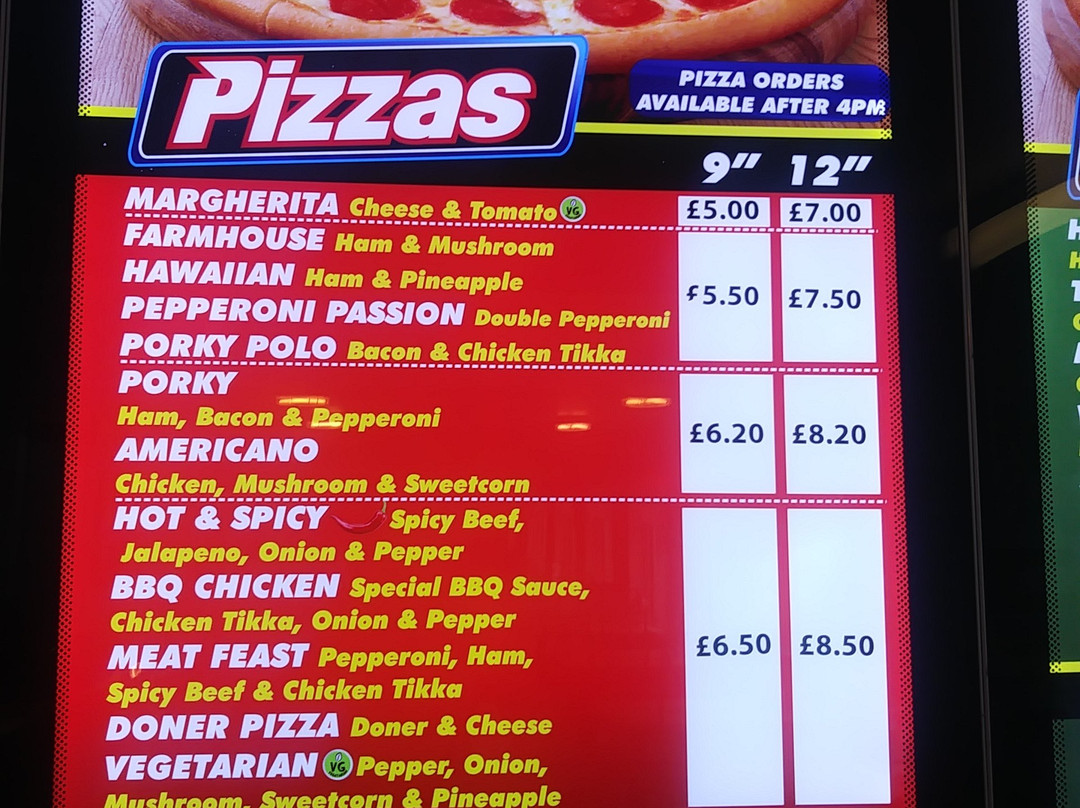 Pizzas
PIZZA ORDERS
AVAILABLE AFTER 4PM
9" 12"
MARGHERITA Cheese & Tomato VG £5.00 £7.00
FARMHOUSE Ham & Mushroom
HAWAIIAN Ham & Pineapple
£5.50 £7.50
PEPPERONI PASSION Double Pepperoni
PORKY POLO Bacon & Chicken Tikka
PORKY
Ham, Bacon & Pepperoni
£6.20 £8.20
AMERICANO
Chicken, Mushroom & Sweetcorn
HOT & SPICY Spicy Beef,
Jalapeno, Onion & Pepper
BBQ CHICKEN Special BBQ Sauce,
Chicken Tikka, Onion & Pepper
£6.50 £8.50
MEAT FEAST Pepperoni, Ham,
Spicy Beef & Chicken Tikka
DONER PIZZA Doner & Cheese
VEGETARIAN VG Pepper, Onion,
Mushroom, Sweetcorn & Pineapple